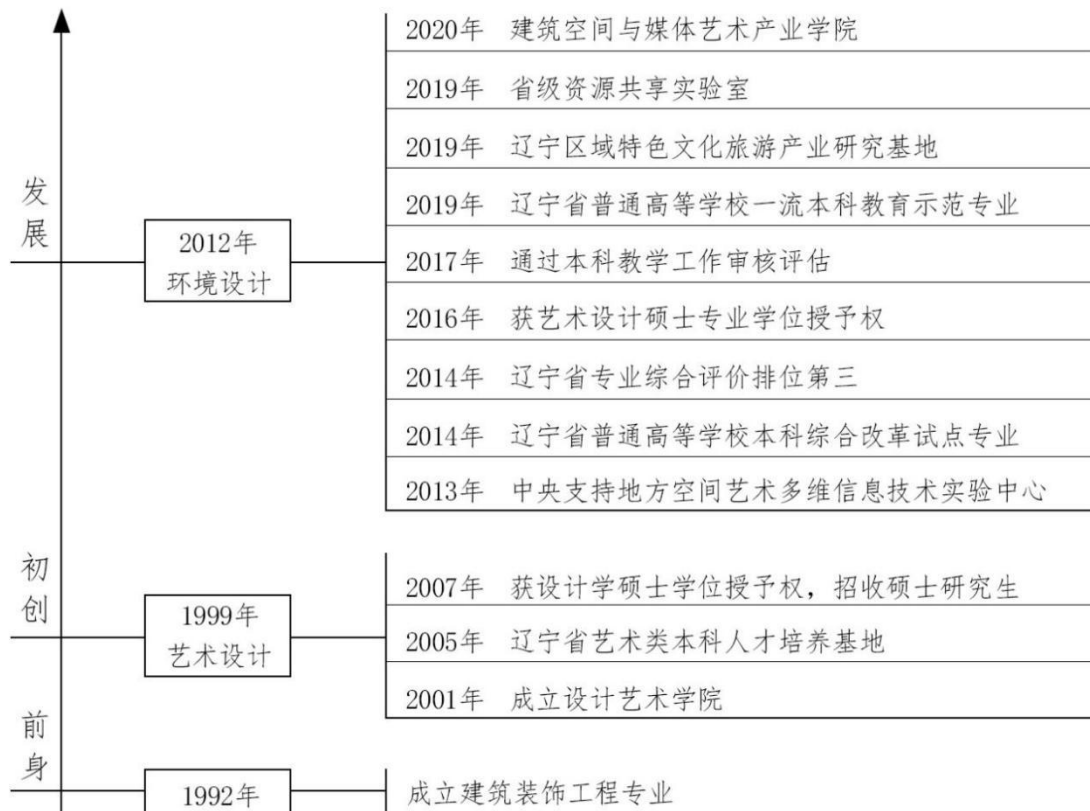 2020年 建筑空间与媒体艺术产业学院
2019年 省级资源共享实验室
2019年 辽宁区域特色文化旅游产业研究基地
2019年 辽宁省普通高等学校一流本科教育示范专业
发展
2012年
环境设计
2017年 通过本科教学工作审核评估
2016年 获艺术设计硕士专业学位授予权
2014年 辽宁省专业综合评价排位第三
2014年 辽宁省普通高等学校本科综合改革试点专业
2013年 中央支持地方空间艺术多维信息技术实验中心
初创
1999年
艺术设计
2007年 获设计学硕士学位授予权，招收硕士研究生
2005年 辽宁省艺术类本科人才培养基地
2001年 成立设计艺术学院
前身
1992年
成立建筑装饰工程专业